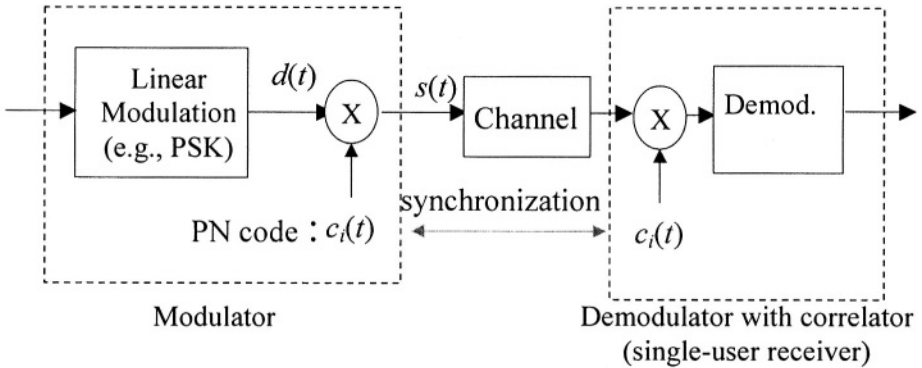 Linear
Modulation
(e.g., PSK)
d(t)
X
s(t)
Channel
X
Demod.
PN code : c_i(t)
synchronization
c_i(t)
Modulator
Demodulator with correlator
(single-user receiver)